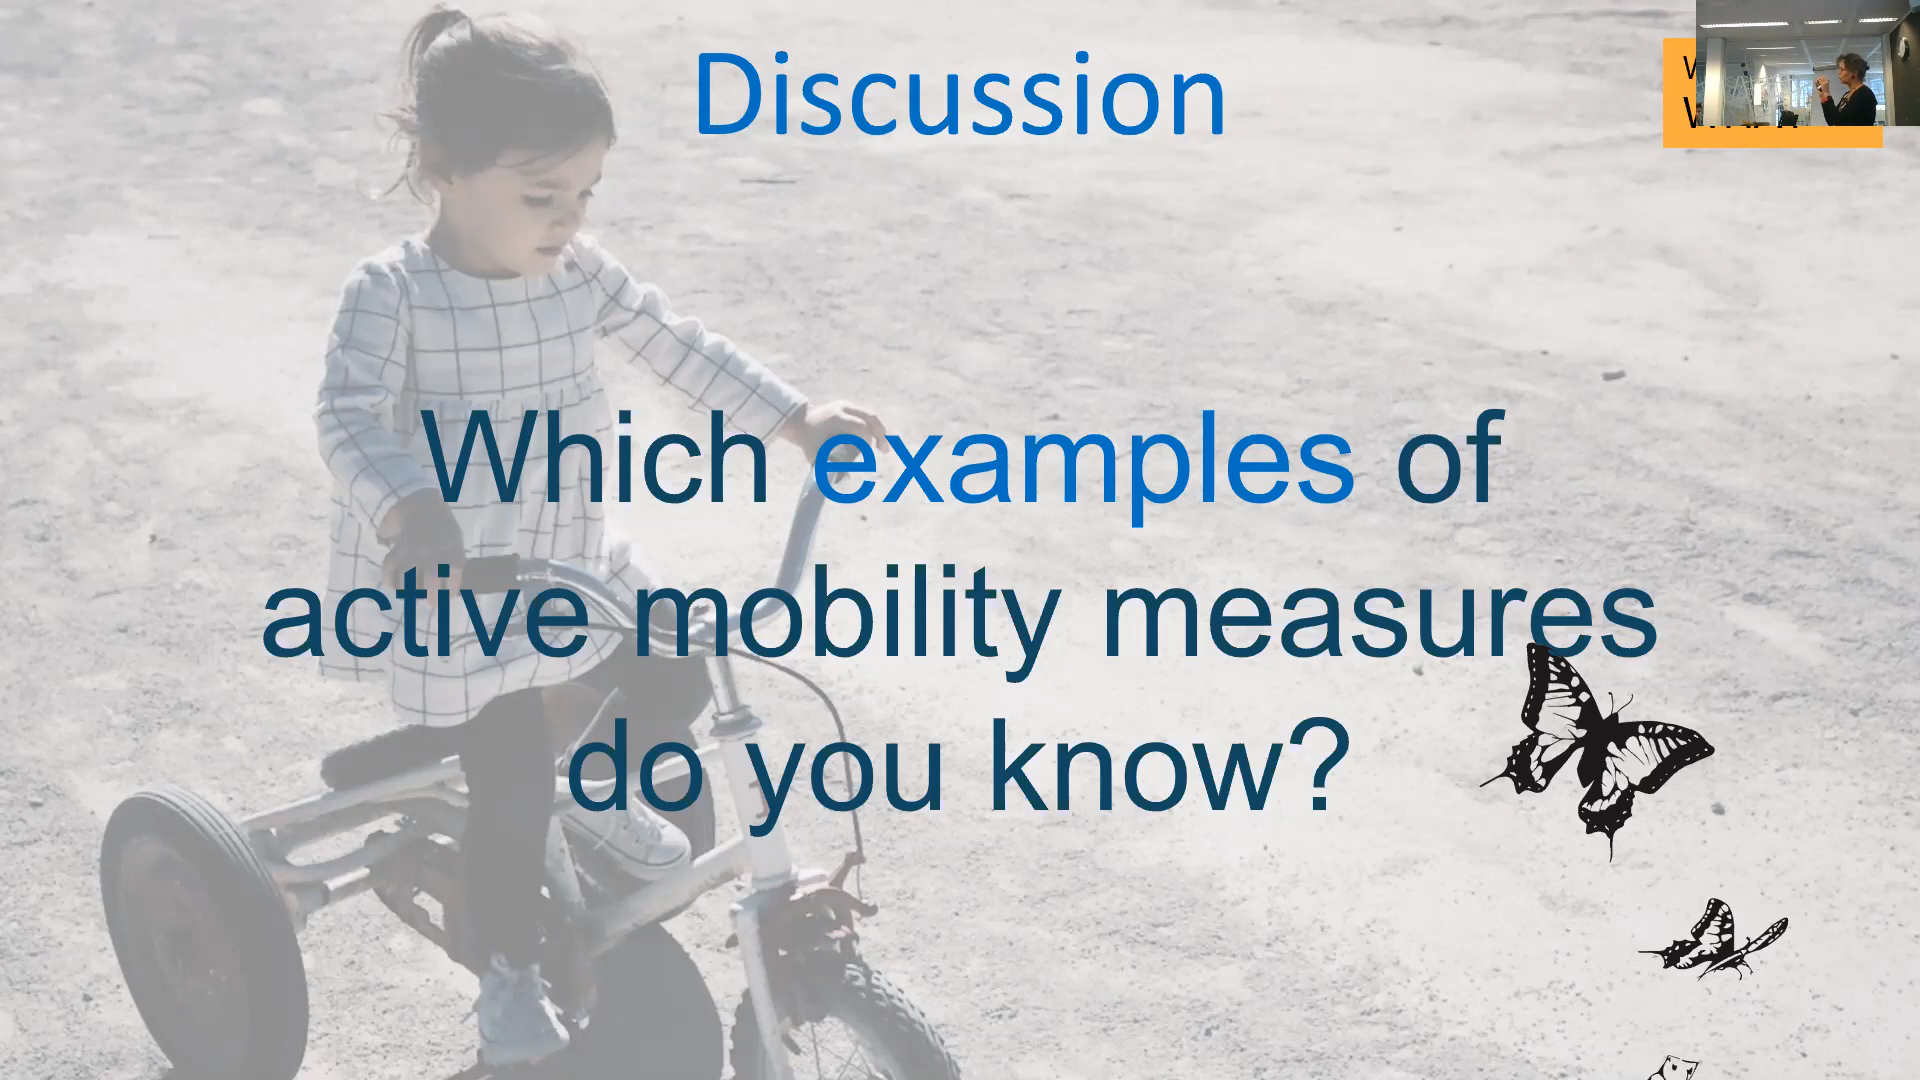 Discussion
Which examples of
active mobility measures
do you know?